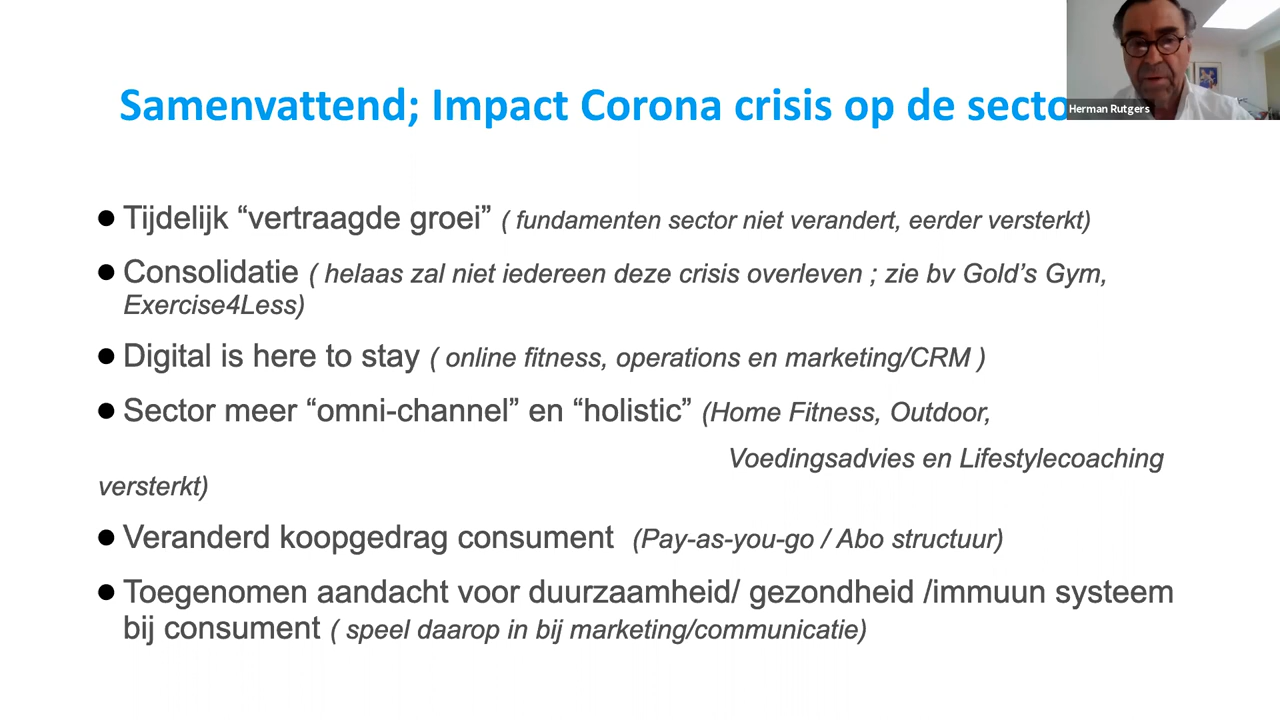 Samenvattend; Impact Corona crisis op de secto
Herman Rutgers
● Tijdelijk “vertraagde groei” ( fundamenten sector niet verandert, eerder versterkt)
● Consolidatie ( helaas zal niet iedereen deze crisis overleven ; zie bv Gold’s Gym,
Exercise4Less)
● Digital is here to stay ( online fitness, operations en marketing/CRM )
● Sector meer “omni-channel” en “holistic” (Home Fitness, Outdoor,
Voedingsadvies en Lifestylecoaching
versterkt)
● Veranderd koopgedrag consument (Pay-as-you-go / Abo structuur)
● Toegenomen aandacht voor duurzaamheid/ gezondheid /immuun systeem
bij consument ( speel daarop in bij marketing/communicatie)